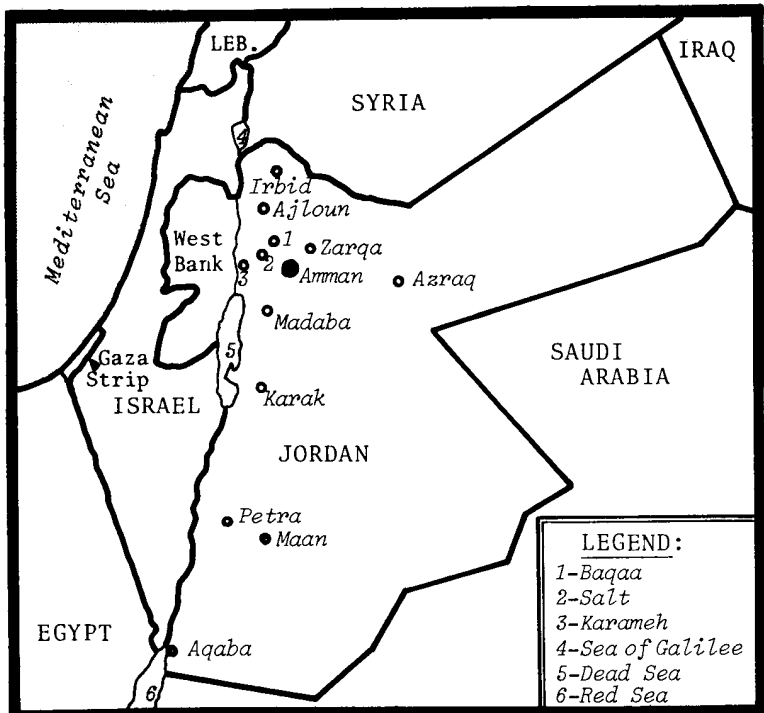 LEB.
IRAQ
SYRIA
Mediterranean
Sea
4
Irbid
Ajloun
1
Zarqa
West
Bank
2
3
Amman
Azraq
Madaba
5
Gaza
Strip
SAUDI
ARABIA
ISRAEL
Karak
JORDAN
Petra
Maan
EGYPT
Aqaba
6
LEGEND:
1-Baqaa
2-Salt
3-Karameh
4-Sea of Galilee
5-Dead Sea
6-Red Sea